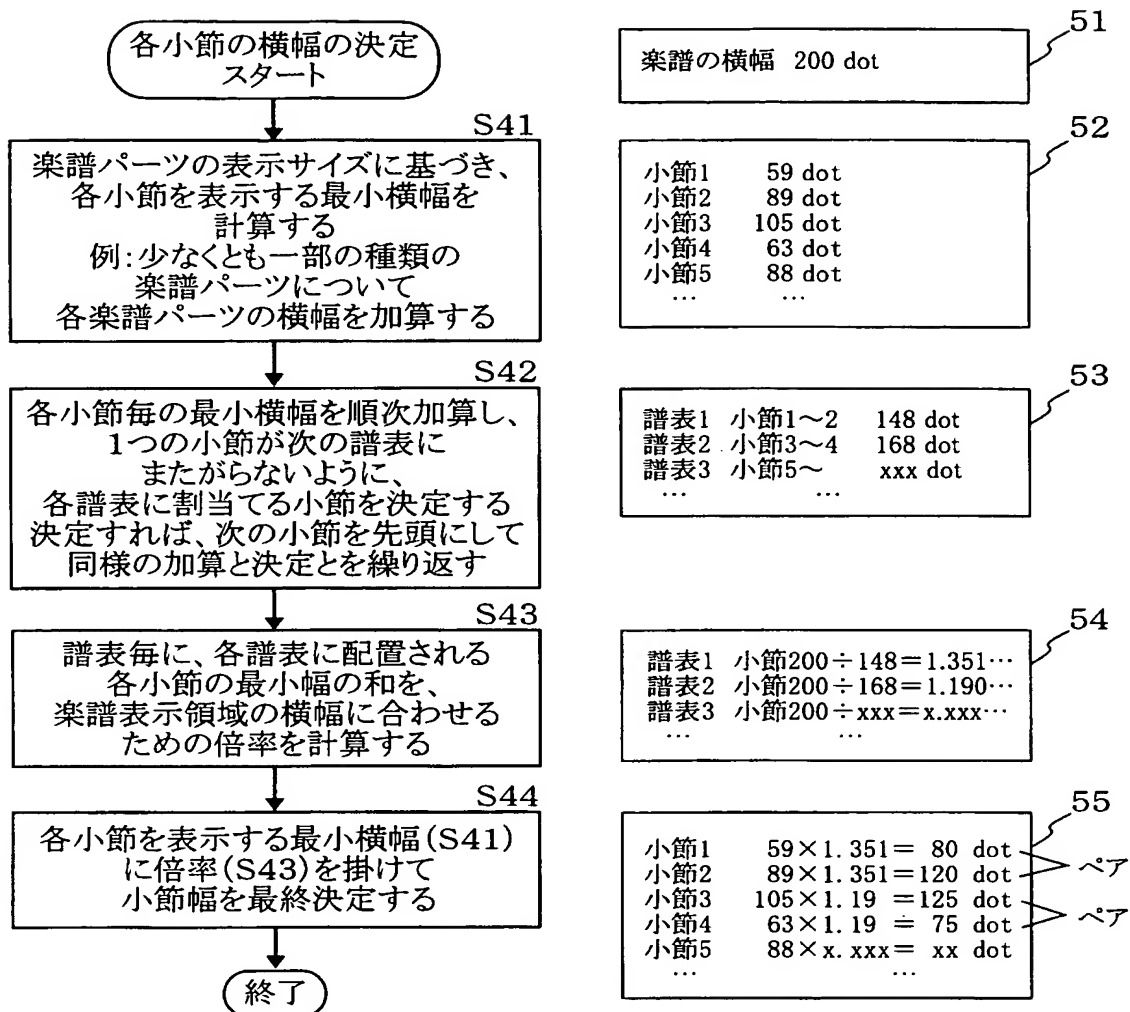 各小節の横幅の決定
スタート
S41
楽譜パーツの表示サイズに基づき、
各小節を表示する最小横幅を
計算する
例:少なくとも一部の種類の
楽譜パーツについて
各楽譜パーツの横幅を加算する
S42
各小節毎の最小横幅を順次加算し、
1つの小節が次の譜表に
またがらないように、
各譜表に割当てる小節を決定する
決定すれば、次の小節を先頭にして
同様の加算と決定とを繰り返す
S43
譜表毎に、各譜表に配置される
各小節の最小幅の和を、
楽譜表示領域の横幅に合わせる
ための倍率を計算する
S44
各小節を表示する最小横幅(S41)
に倍率(S43)を掛けて
小節幅を最終決定する
終了
51
楽譜の横幅 200 dot
52
小節1 59 dot
小節2 89 dot
小節3 105 dot
小節4 63 dot
小節5 88 dot
… …
53
譜表1 小節1～2 148 dot
譜表2 小節3～4 168 dot
譜表3 小節5～ xxx dot
… …
54
譜表1 小節200÷148=1.351…
譜表2 小節200÷168=1.190…
譜表3 小節200÷xxx=x.xxx…
… …
55
小節1 59×1.351= 80 dot
小節2 89×1.351=120 dot
ペア
小節3 105×1.19 =125 dot
小節4 63×1.19 = 75 dot
ペア
小節5 88×x.xxx= xx dot
… …